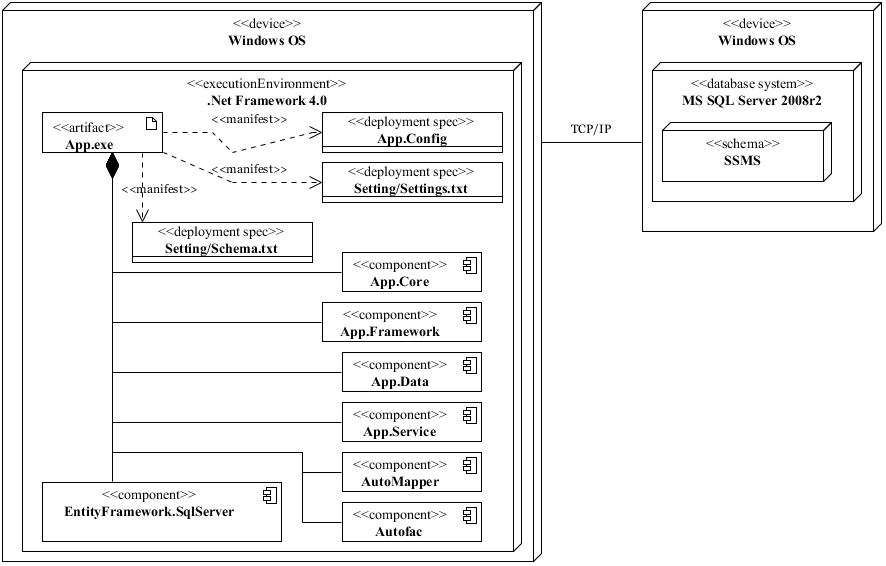 <<device>>
Windows OS
<<executionEnvironment>>
.Net Framework 4.0
<<artifact>>
App.exe
<<manifest>>
<<deployment spec>>
App.Config
<<manifest>>
<<deployment spec>>
Setting/Settings.txt
<<manifest>>
<<deployment spec>>
Setting/Schema.txt
<<component>>
App.Core
<<component>>
App.Framework
<<component>>
App.Data
<<component>>
App.Service
<<component>>
AutoMapper
<<component>>
EntityFramework.SqlServer
<<component>>
Autofac
TCP/IP
<<device>>
Windows OS
<<database system>>
MS SQL Server 2008r2
<<schema>>
SSMS